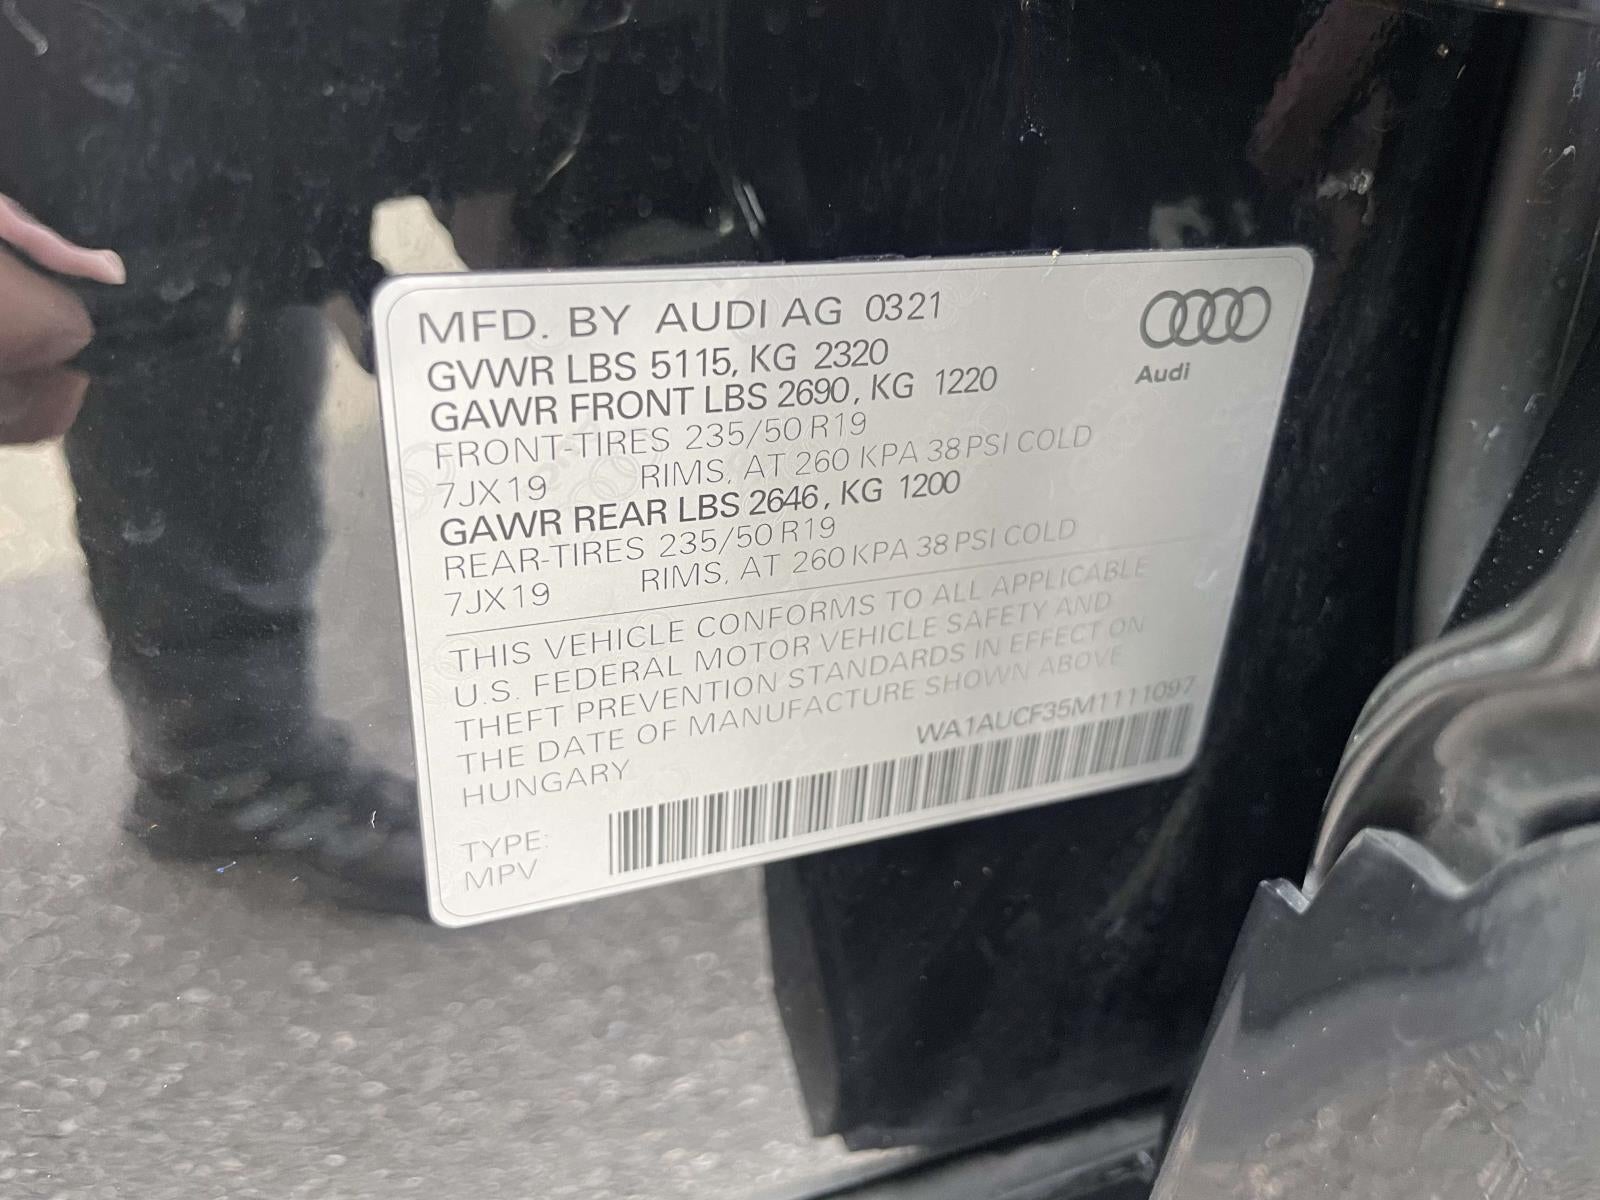 MFD. BY AUDI AG 0321
GVWR LBS 5115, KG 2320
GAWR FRONT LBS 2690, KG 1220
FRONT-TIRES 235/50 R19
7JX19 RIMS, AT 260 KPA 38 PSI COLD
GAWR REAR LBS 2646, KG 1200
REAR-TIRES 235/50 R19
7JX19 RIMS, AT 260 KPA 38 PSI COLD
THIS VEHICLE CONFORMS TO ALL APPLICABLE
U.S. FEDERAL MOTOR VEHICLE SAFETY AND
THEFT PREVENTION STANDARDS IN EFFECT ON
THE DATE OF MANUFACTURE SHOWN ABOVE
HUNGARY
WA1AUCF35M1111097
TYPE:
MPV
Audi